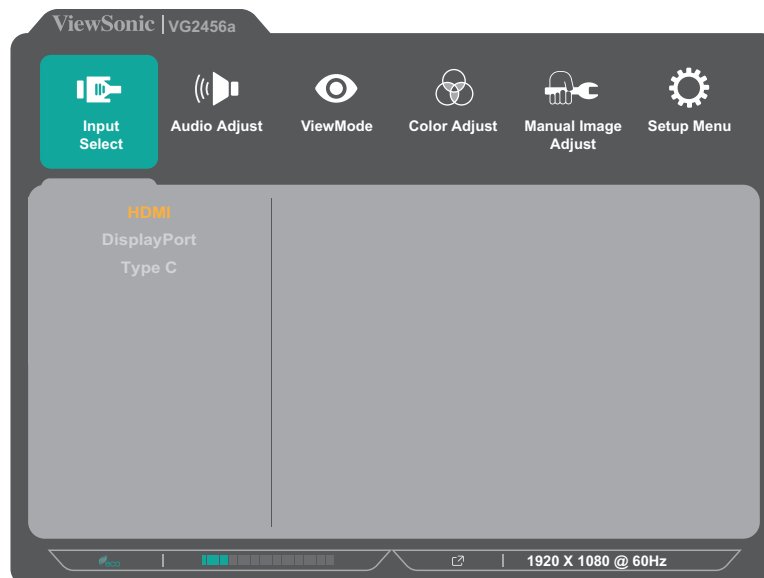 ViewSonic | VG2456a
Input
Select
Audio Adjust
ViewMode
Color Adjust
Manual Image
Adjust
Setup Menu
HDMI
DisplayPort
Type C
eco
1920 X 1080 @ 60Hz